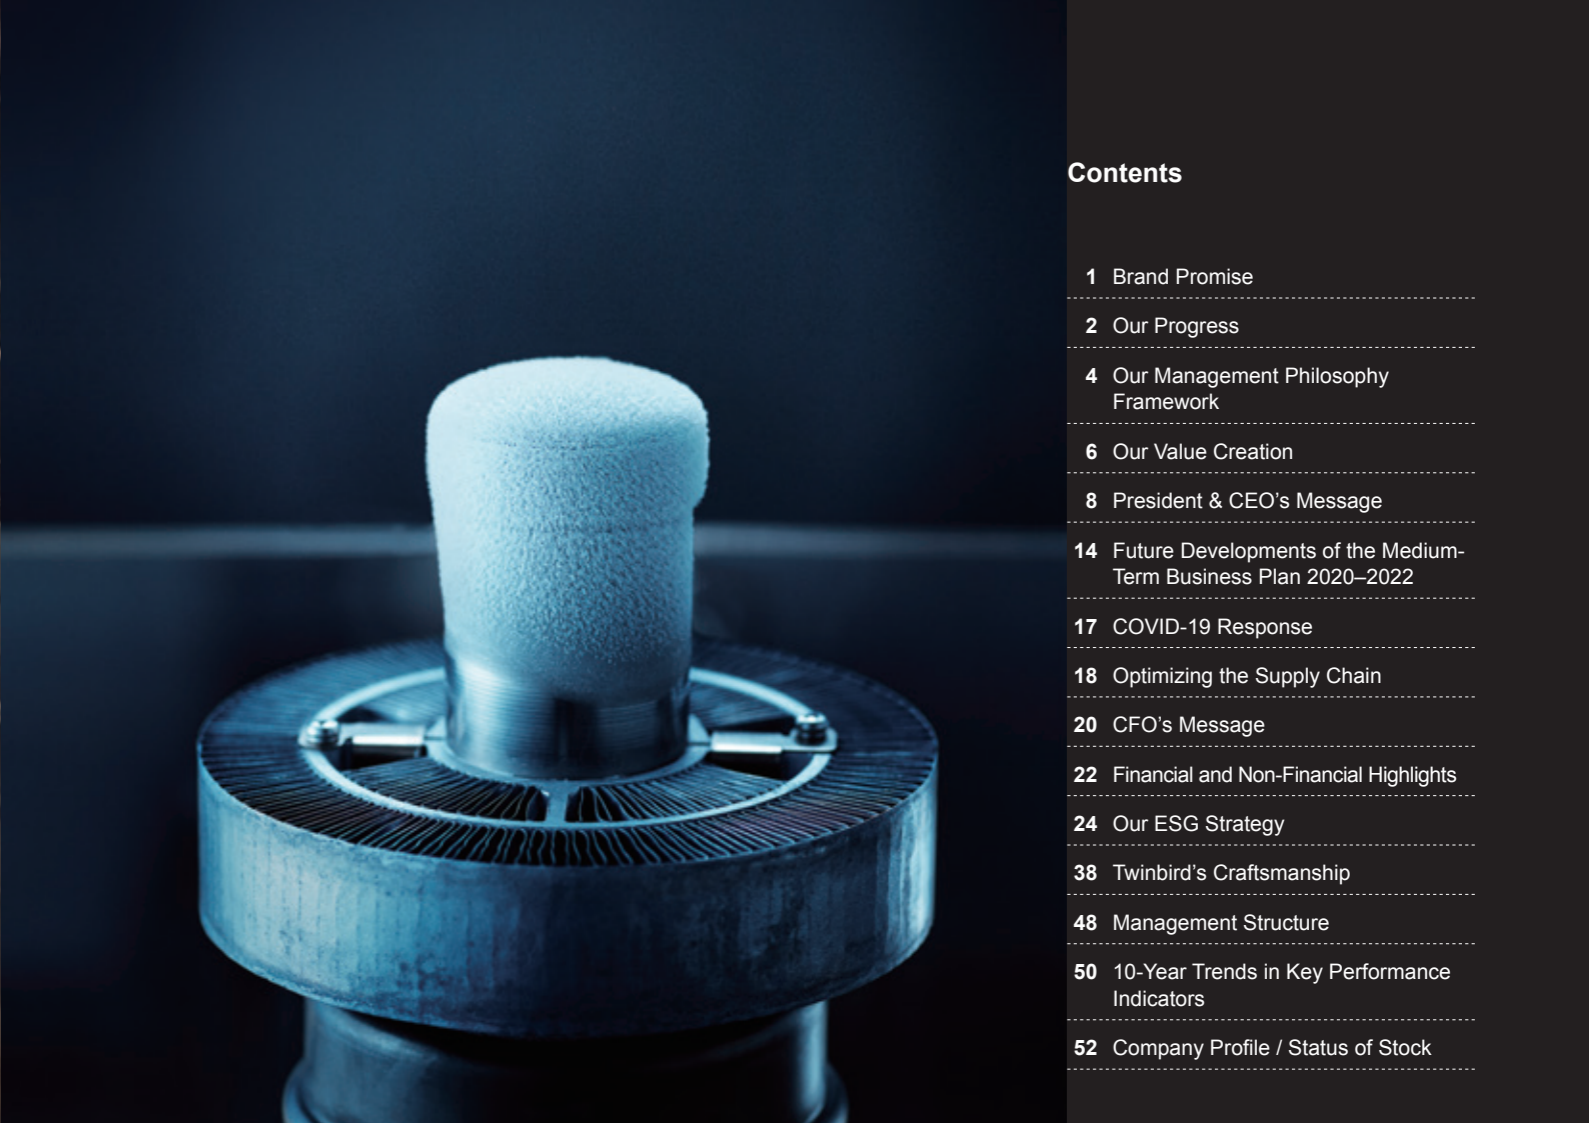 Contents
1 Brand Promise
2 Our Progress
4 Our Management Philosophy
Framework
6 Our Value Creation
8 President & CEO’s Message
14 Future Developments of the Medium-
Term Business Plan 2020–2022
17 COVID-19 Response
18 Optimizing the Supply Chain
20 CFO’s Message
22 Financial and Non-Financial Highlights
24 Our ESG Strategy
38 Twinbird’s Craftsmanship
48 Management Structure
50 10-Year Trends in Key Performance
Indicators
52 Company Profile / Status of Stock